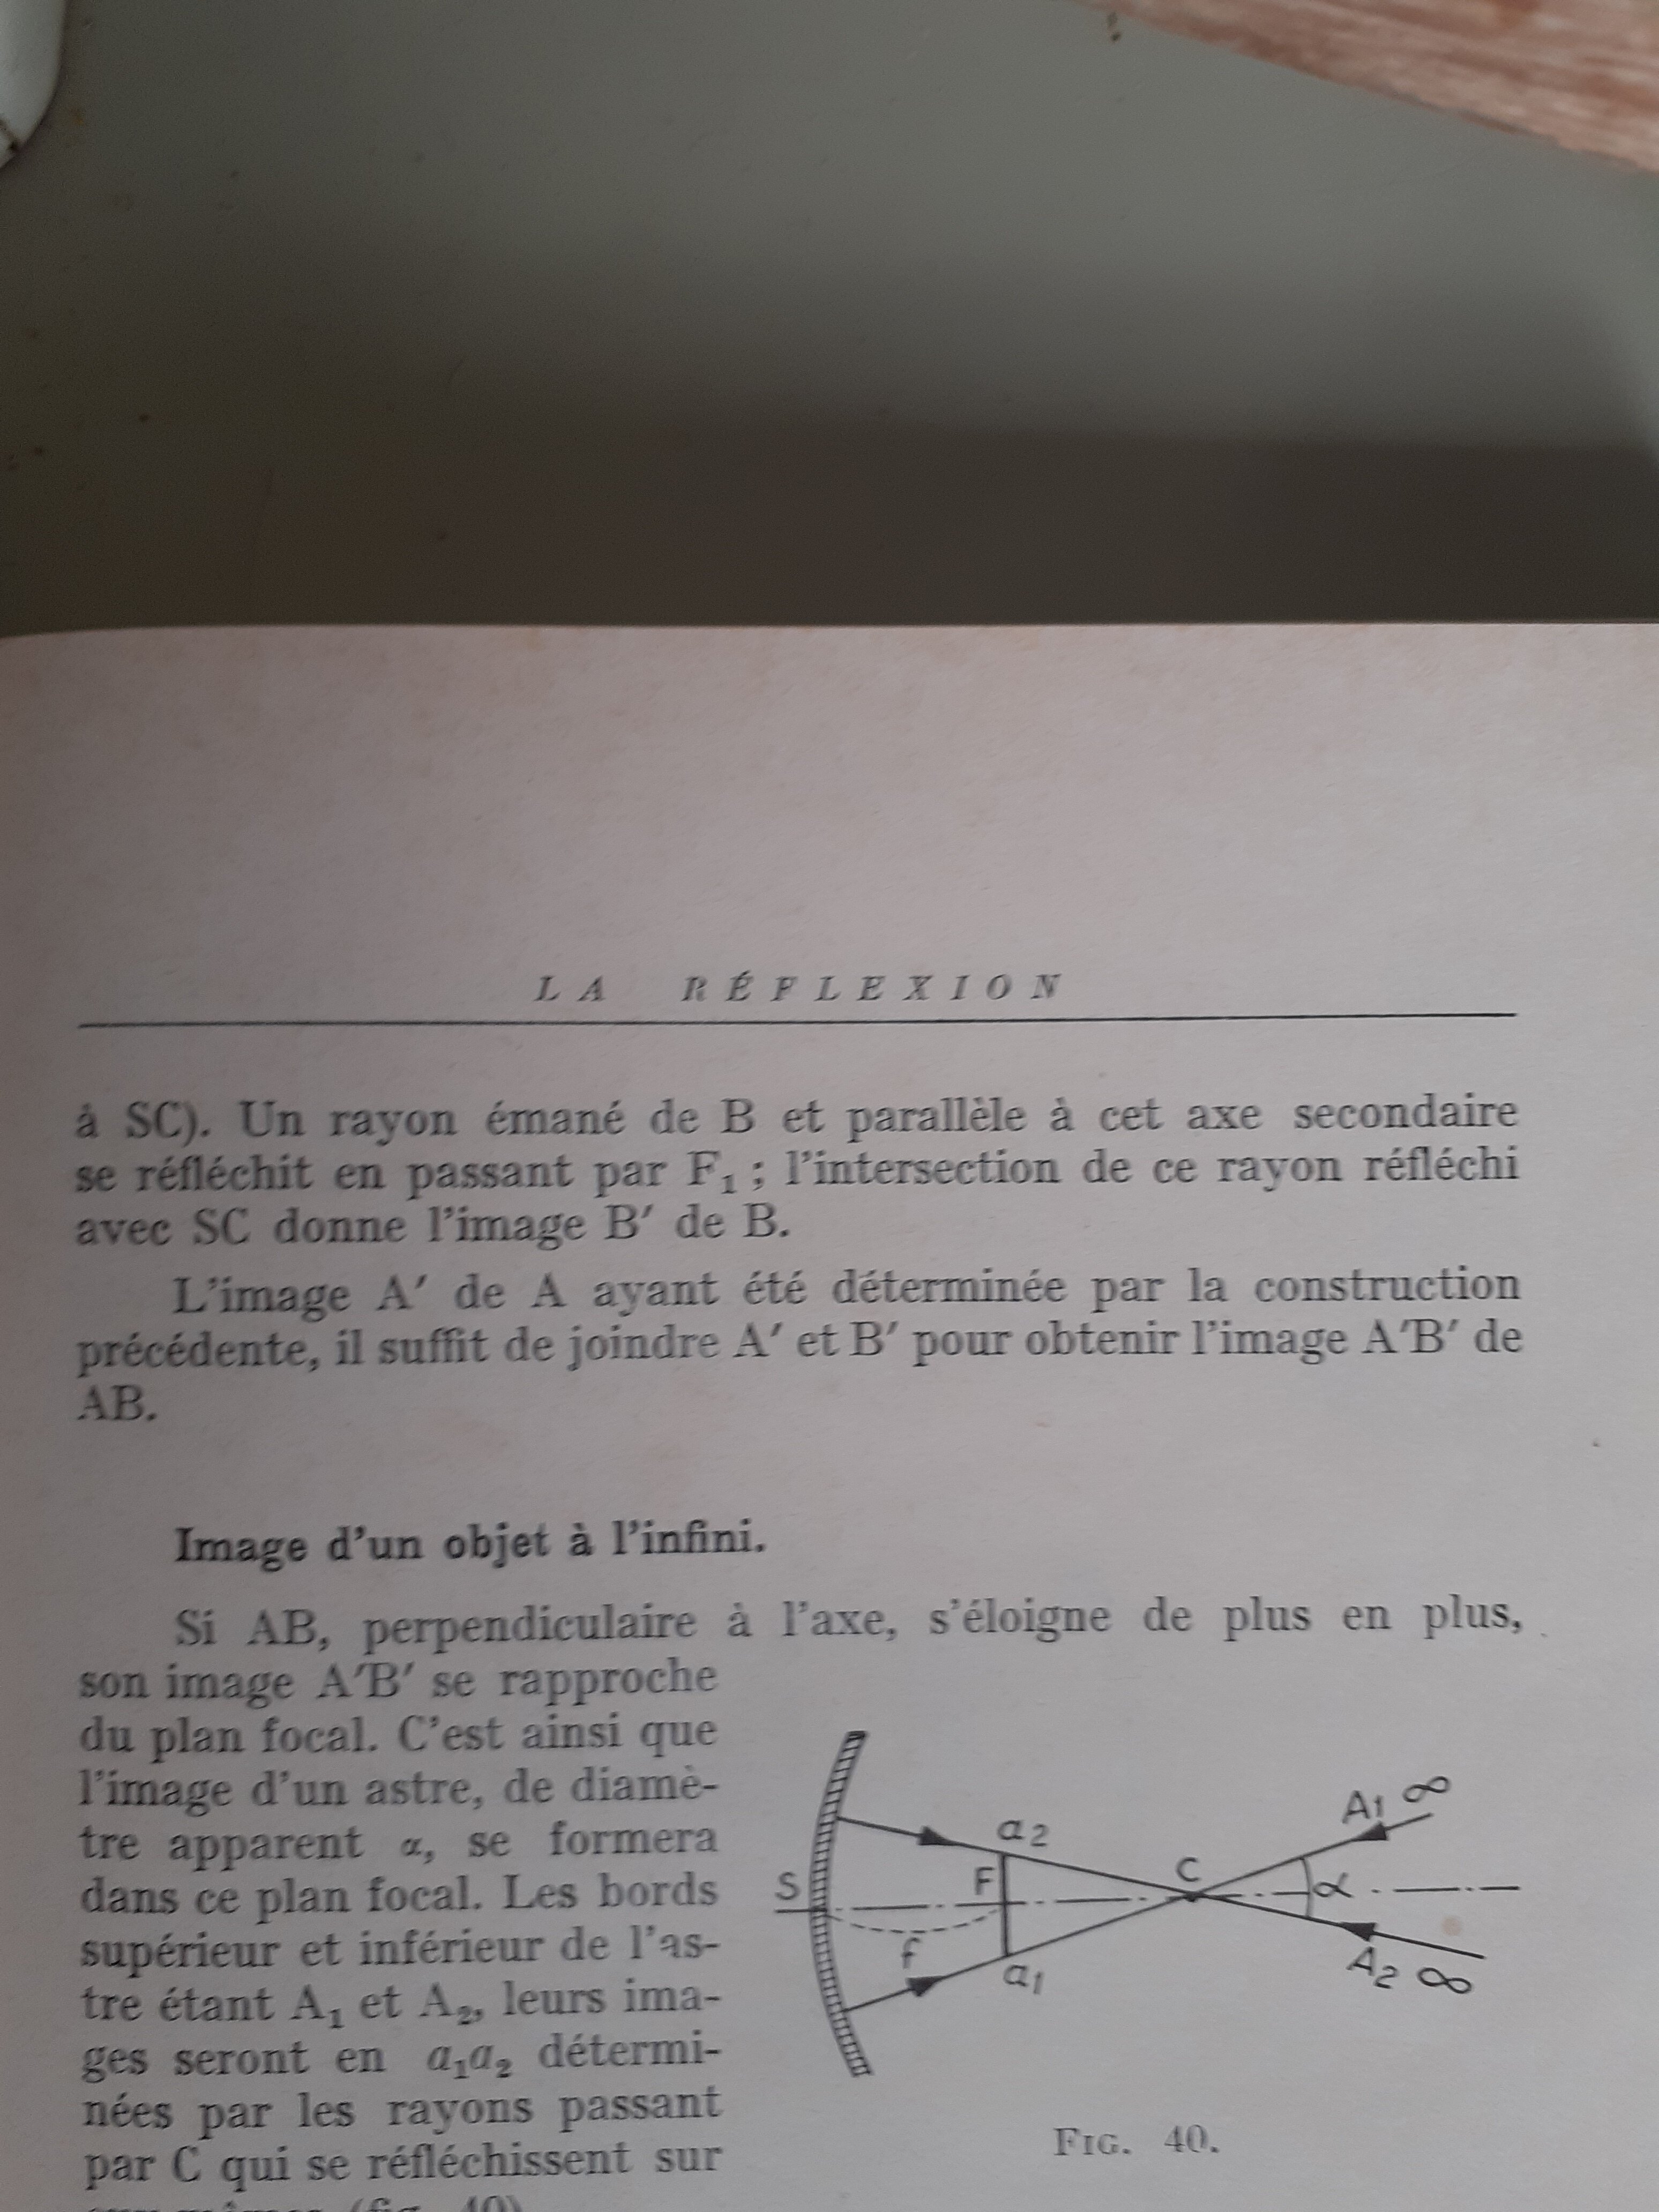 LA RÉFLEXION
à SC). Un rayon émané de B et parallèle à cet axe secondaire
se réfléchit en passant par F₁ ; l'intersection de ce rayon réfléchi
avec SC donne l'image B′ de B.
L'image A′ de A ayant été déterminée par la construction
précédente, il suffit de joindre A′ et B′ pour obtenir l'image A′B′ de
AB.
Image d'un objet à l'infini.
Si AB, perpendiculaire à l'axe, s'éloigne de plus en plus,
son image A′B′ se rapproche
du plan focal. C'est ainsi que
l'image d'un astre, de diamè-
tre apparent α, se formera
dans ce plan focal. Les bords
supérieur et inférieur de l'as-
tre étant A₁ et A₂, leurs ima-
ges seront en a₁a₂ détermi-
nées par les rayons passant
par C qui se réfléchissent sur
(fig. 40)
A1 ∞
a2
C
S
F
α
f
a1
A2 ∞
FIG. 40.